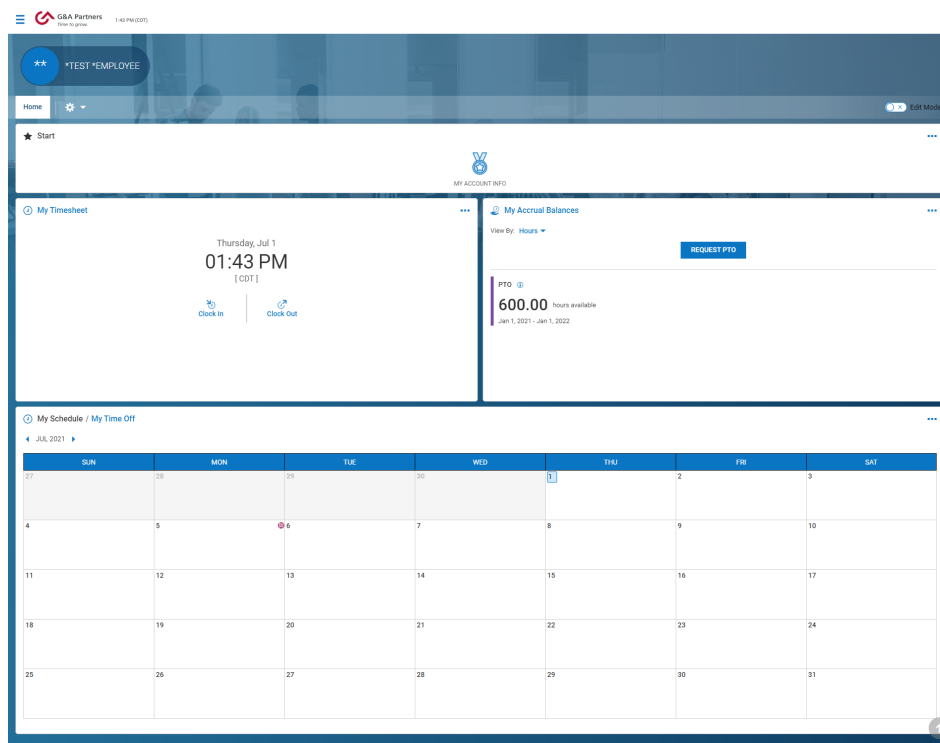 G&A Partners
Time to grow.
1:43 PM (CDT)
** *TEST *EMPLOYEE
Home
Edit Mode
Start
MY ACCOUNT INFO
My Timesheet
Thursday, Jul 1
01:43 PM
[ CDT ]
Clock In Clock Out
My Accrual Balances
View By: Hours
REQUEST PTO
PTO
600.00 hours available
Jan 1, 2021 - Jan 1, 2022
My Schedule / My Time Off
JUL 2021
SUN MON TUE WED THU FRI SAT
27 28 29 30 1 2 3
4 5 6 7 8 9 10
11 12 13 14 15 16 17
18 19 20 21 22 23 24
25 26 27 28 29 30 31